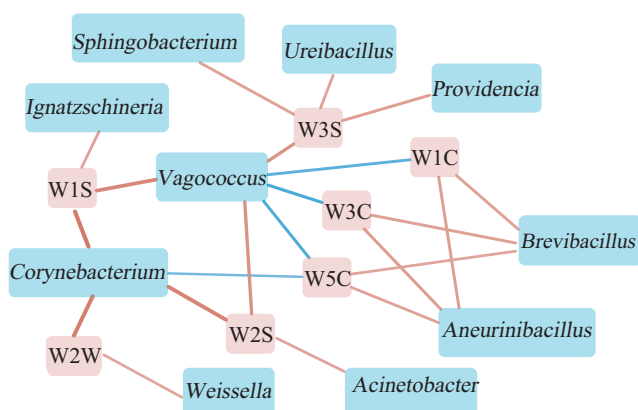 Sphingobacterium
Ureibacillus
Providencia
Ignatzschineria
W3S
W1C
W1S
Vagococcus
W3C
Brevibacillus
Corynebacterium
W5C
W2S
Aneurinibacillus
W2W
Weissella
Acinetobacter